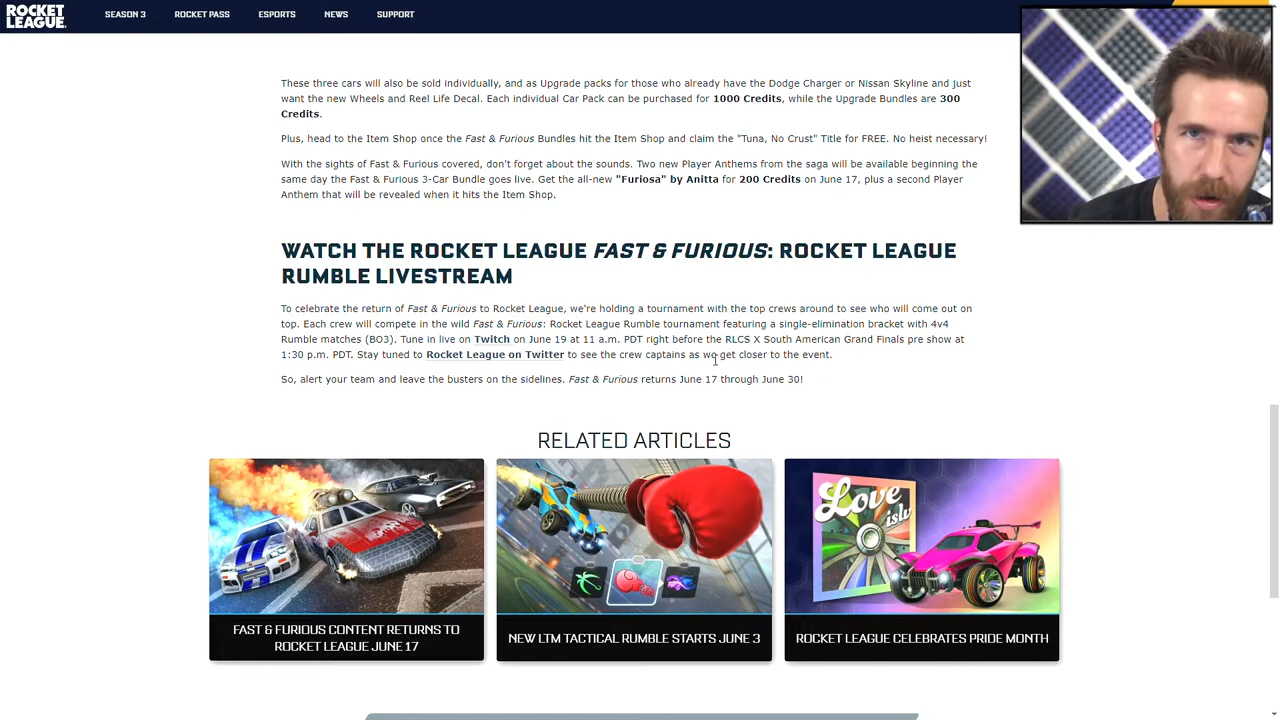 ROCKET
LEAGUE
SEASON 3
ROCKET PASS
ESPORTS
NEWS
SUPPORT
These three cars will also be sold individually, and as Upgrade packs for those who already have the Dodge Charger or Nissan Skyline and just
want the new Wheels and Reel Life Decal. Each individual Car Pack can be purchased for 1000 Credits, while the Upgrade Bundles are 300
Credits.
Plus, head to the Item Shop once the Fast & Furious Bundles hit the Item Shop and claim the "Tuna, No Crust" Title for FREE. No heist necessary!
With the sights of Fast & Furious covered, don't forget about the sounds. Two new Player Anthems from the saga will be available beginning the
same day the Fast & Furious 3-Car Bundle goes live. Get the all-new "Furiosa" by Anitta for 200 Credits on June 17, plus a second Player
Anthem that will be revealed when it hits the Item Shop.
WATCH THE ROCKET LEAGUE FAST & FURIOUS: ROCKET LEAGUE
RUMBLE LIVESTREAM
To celebrate the return of Fast & Furious to Rocket League, we're holding a tournament with the top crews around to see who will come out on
top. Each crew will compete in the wild Fast & Furious: Rocket League Rumble tournament featuring a single-elimination bracket with 4v4
Rumble matches (BO3). Tune in live on Twitch on June 19 at 11 a.m. PDT right before the RLCS X South American Grand Finals pre show at
1:30 p.m. PDT. Stay tuned to Rocket League on Twitter to see the crew captains as we get closer to the event.
So, alert your team and leave the busters on the sidelines. Fast & Furious returns June 17 through June 30!
RELATED ARTICLES
Love
FAST & FURIOUS CONTENT RETURNS TO
ROCKET LEAGUE JUNE 17
NEW LTM TACTICAL RUMBLE STARTS JUNE 3
ROCKET LEAGUE CELEBRATES PRIDE MONTH